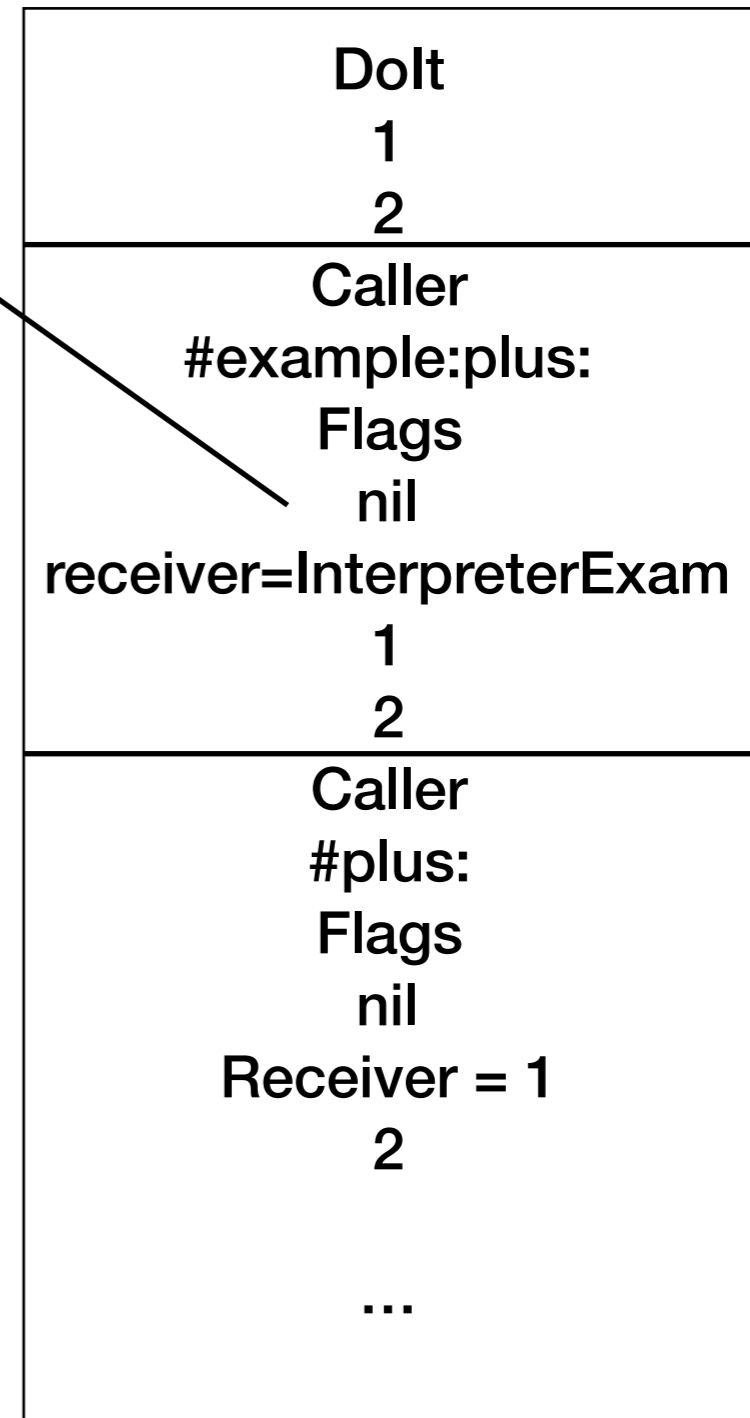 DoIt
1
2
Caller
#example:plus:
Flags
nil
receiver=InterpreterExam
1
2
Caller
#plus:
Flags
nil
Receiver = 1
2
...